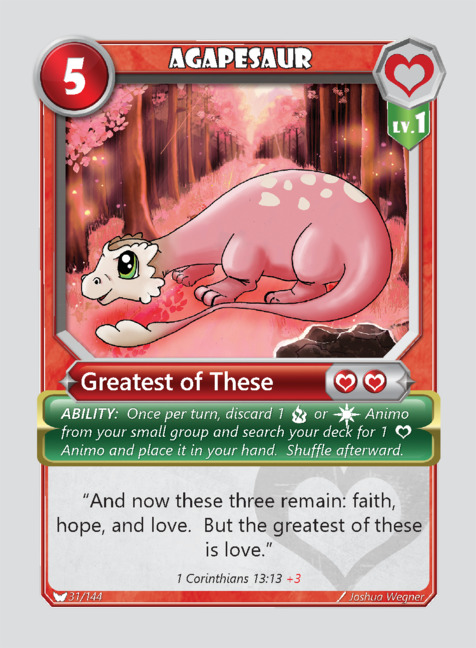 AGAPESAUR
5
LV.1
Greatest of These
ABILITY: Once per turn, discard 1 or Animo
from your small group and search your deck for 1
Animo and place it in your hand. Shuffle afterward.
“And now these three remain: faith,
hope, and love. But the greatest of these
is love.”
1 Corinthians 13:13 +3
31/144
Joshua Wegner